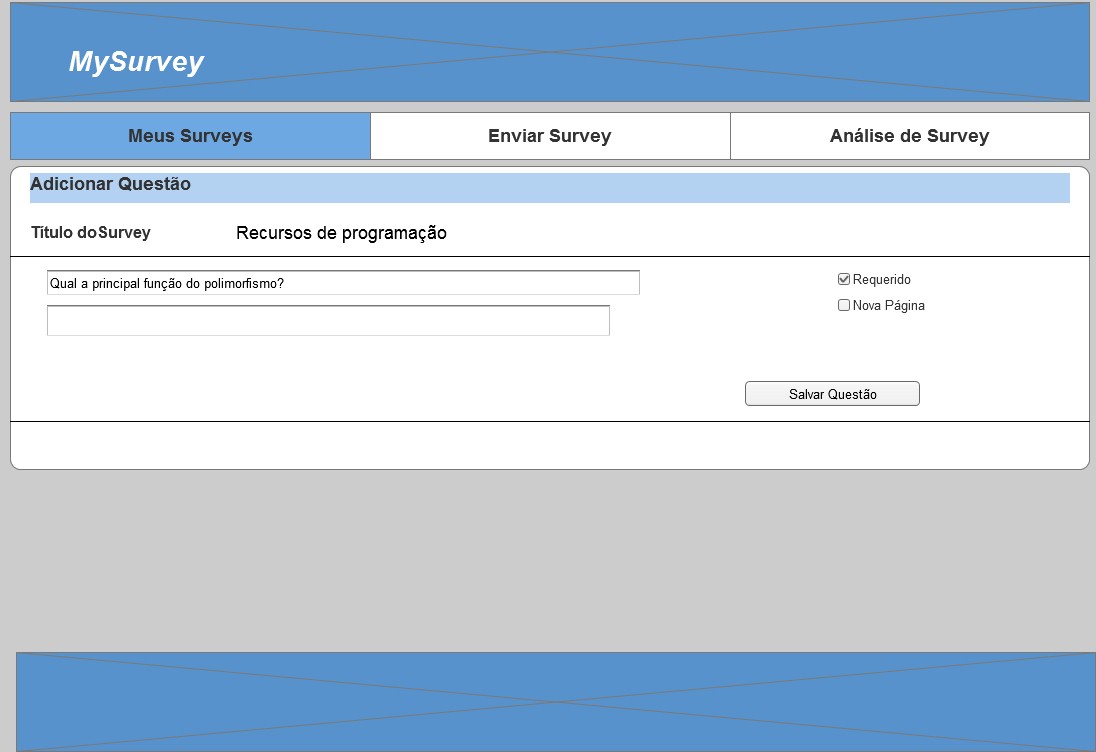 MySurvey
Meus Surveys
Enviar Survey
Análise de Survey
Adicionar Questão
Título doSurvey
Recursos de programação
Qual a principal função do polimorfismo?
Requerido
Nova Página
Salvar Questão